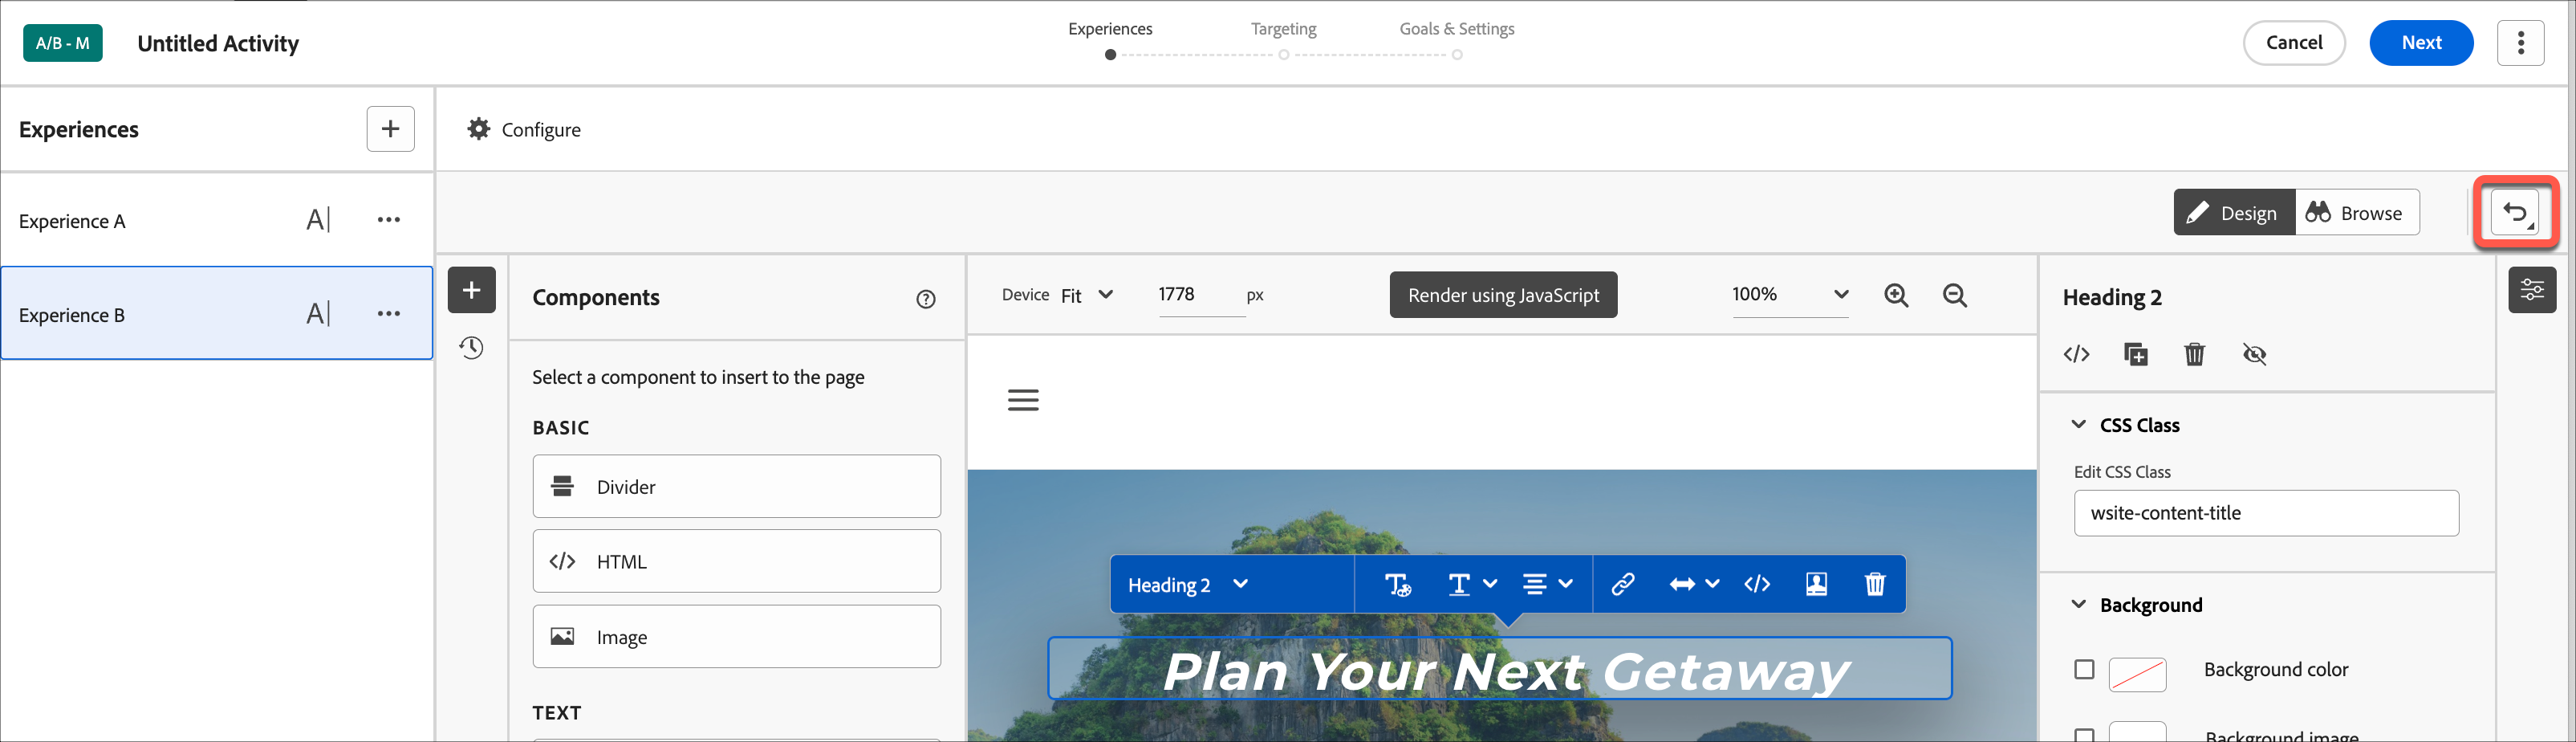 A/B - M
Untitled Activity
Experiences
Targeting
Goals & Settings
Cancel
Next
Experiences
Configure
Experience A
A|
Design
Browse
Experience B
A|
Components
Device Fit
1778 px
Render using JavaScript
100%
Heading 2
Select a component to insert to the page
BASIC
Divider
HTML
Image
TEXT
Heading 2
Plan Your Next Getaway
CSS Class
Edit CSS Class
wsite-content-title
Background
Background color
Background image